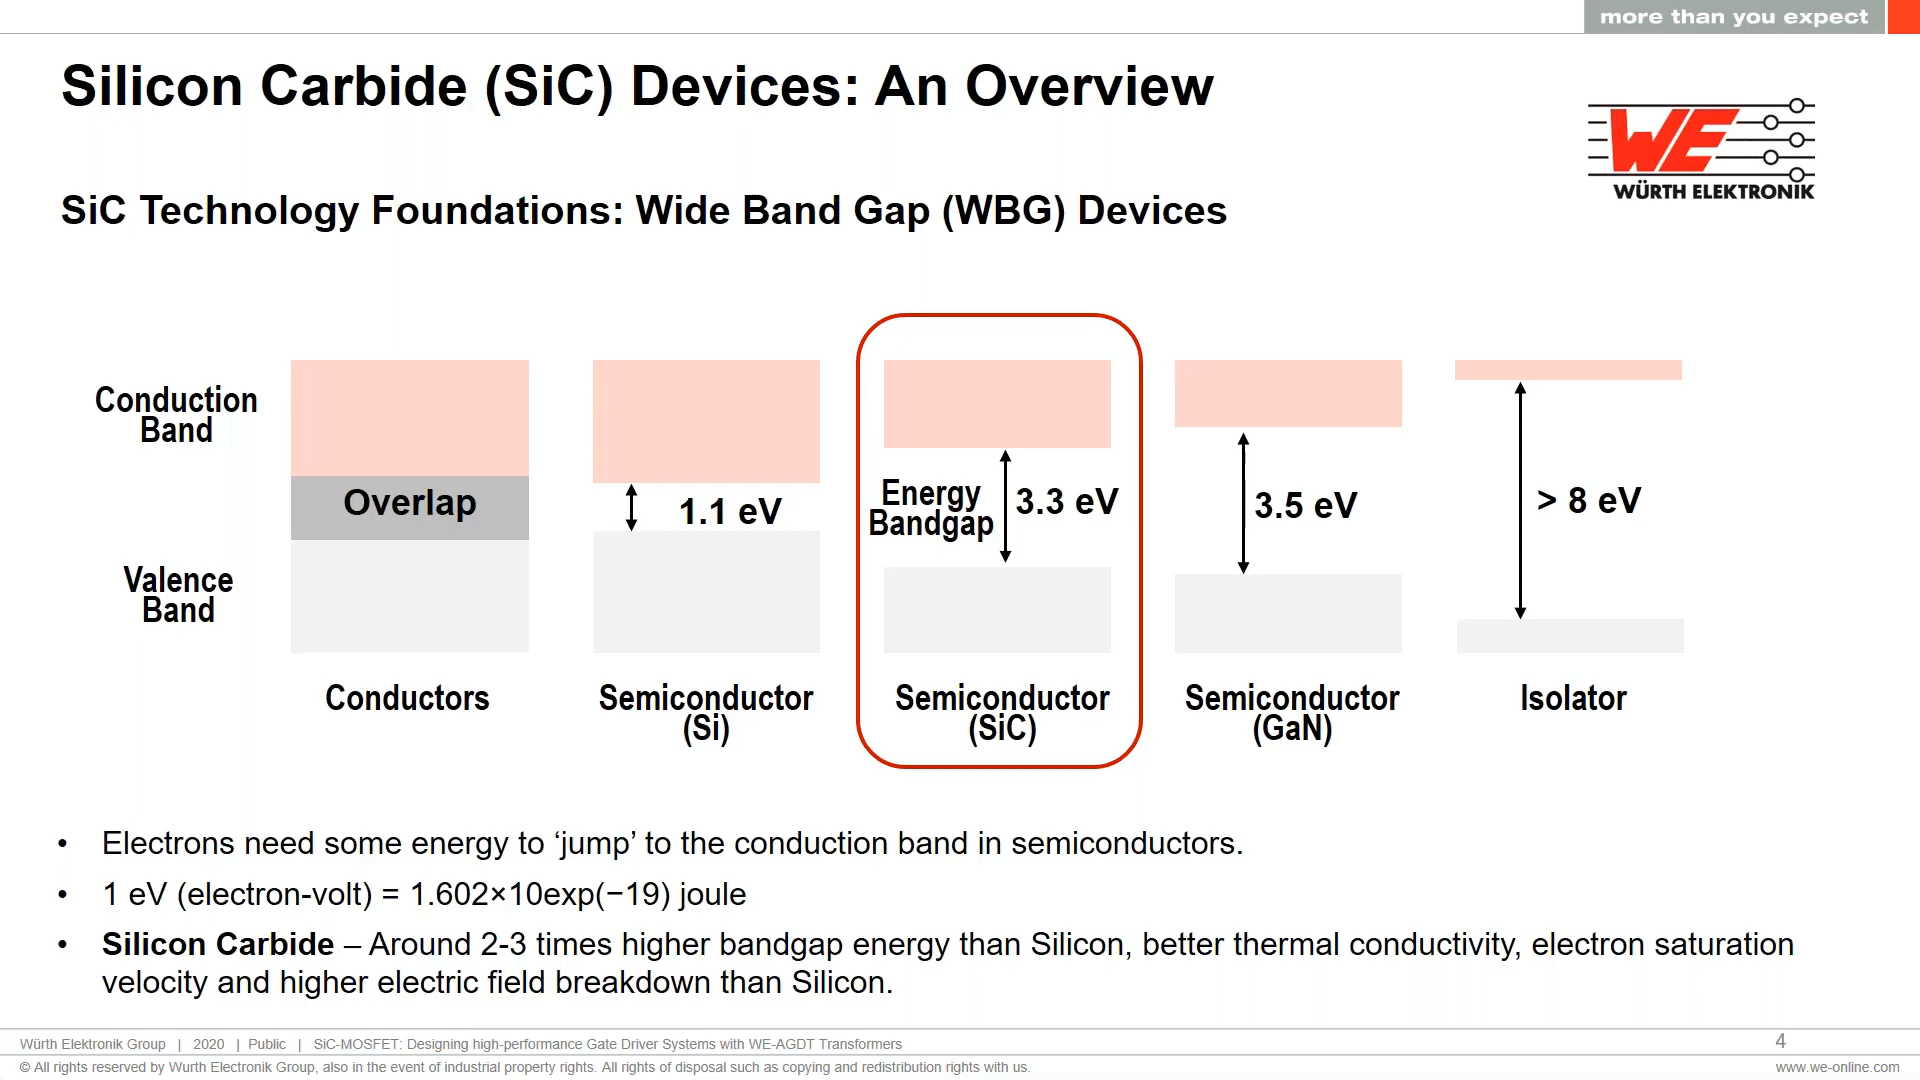 more than you expect
Silicon Carbide (SiC) Devices: An Overview
WE
WÜRTH ELEKTRONIK
SiC Technology Foundations: Wide Band Gap (WBG) Devices
Conduction
Band
Valence
Band
Overlap
1.1 eV
Energy
Bandgap
3.3 eV
3.5 eV
> 8 eV
Conductors
Semiconductor
(Si)
Semiconductor
(SiC)
Semiconductor
(GaN)
Isolator
• Electrons need some energy to ‘jump’ to the conduction band in semiconductors.
• 1 eV (electron-volt) = 1.602×10exp(−19) joule
• Silicon Carbide – Around 2-3 times higher bandgap energy than Silicon, better thermal conductivity, electron saturation
velocity and higher electric field breakdown than Silicon.
Würth Elektronik Group | 2020 | Public | SiC-MOSFET: Designing high-performance Gate Driver Systems with WE-AGDT Transformers
4
© All rights reserved by Wurth Electronik Group, also in the event of industrial property rights. All rights of disposal such as copying and redistribution rights with us.
www.we-online.com